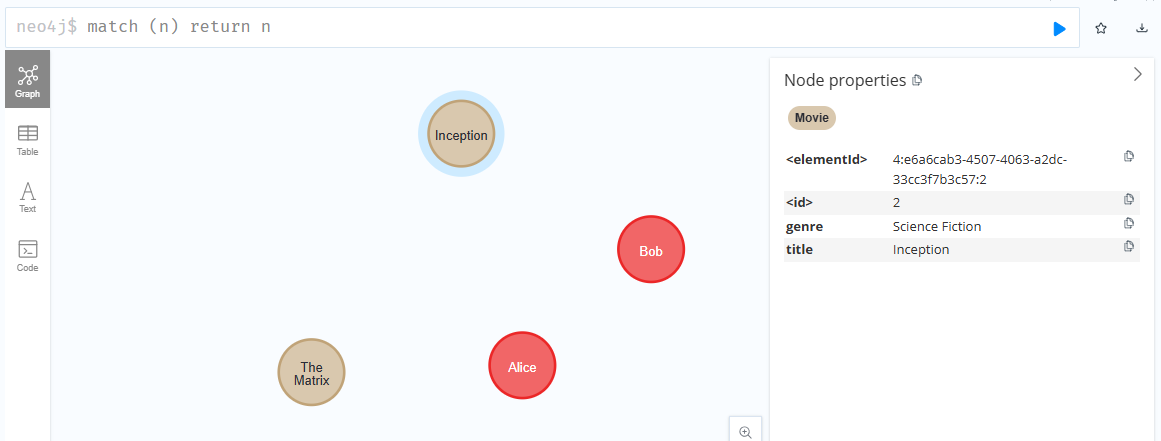 neo4j$ match (n) return n
Graph
Table
Text
Code
Inception
Bob
Alice
The
Matrix
Node properties
Movie
<elementId> 4:e6a6cab3-4507-4063-a2dc-
33cc3f7b3c57:2
<id> 2
genre Science Fiction
title Inception